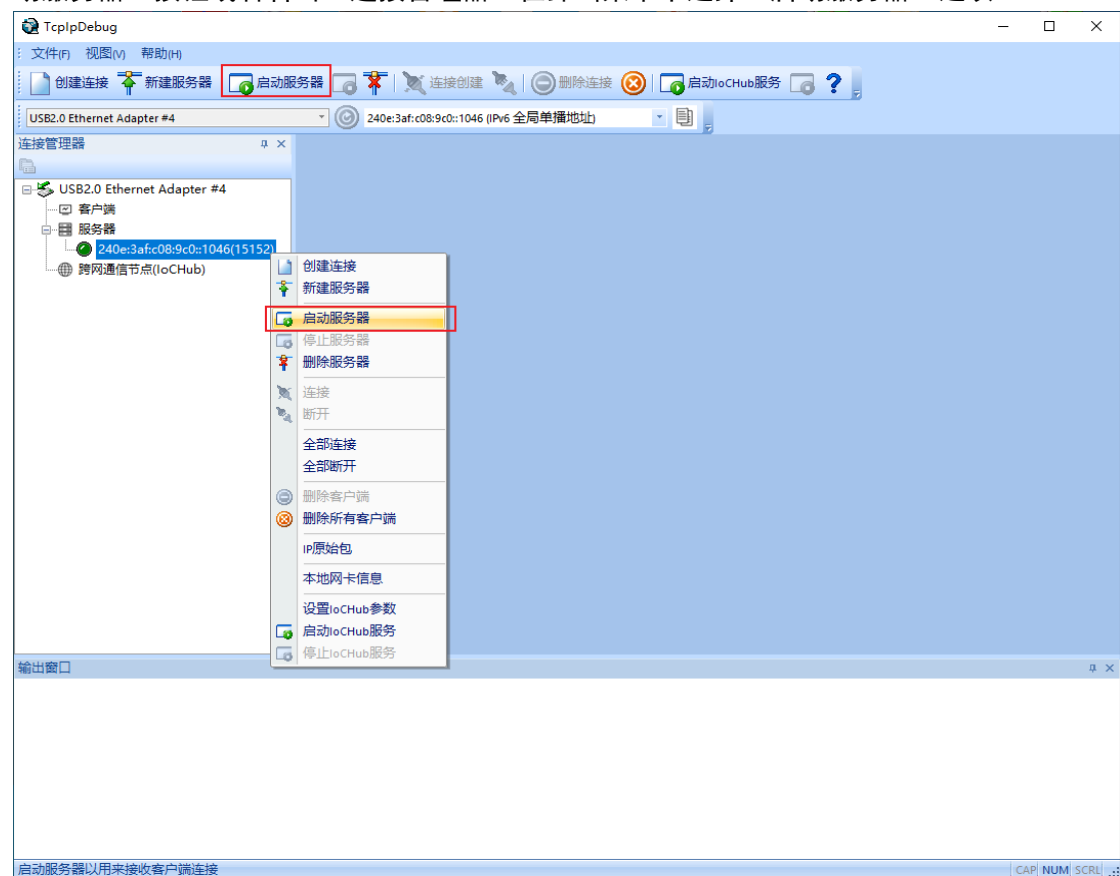 TcpIpDebug
文件(F) 视图(V) 帮助(H)
创建连接 新建服务器 启动服务器 连接创建 删除连接 启动IoCHub服务
USB2.0 Ethernet Adapter #4 240e:3af:c08:9c0::1046 (IPv6 全局单播地址)
连接管理器
USB2.0 Ethernet Adapter #4
客户端
服务器
240e:3af:c08:9c0::1046(15152)
跨网通信节点(IoCHub)
创建连接
新建服务器
启动服务器
停止服务器
删除服务器
连接
断开
全部连接
全部断开
删除客户端
删除所有客户端
IP原始包
本地网卡信息
设置IoCHub参数
启动IoCHub服务
停止IoCHub服务
输出窗口
启动服务器以用来接收客户端连接 CAP NUM SCRL